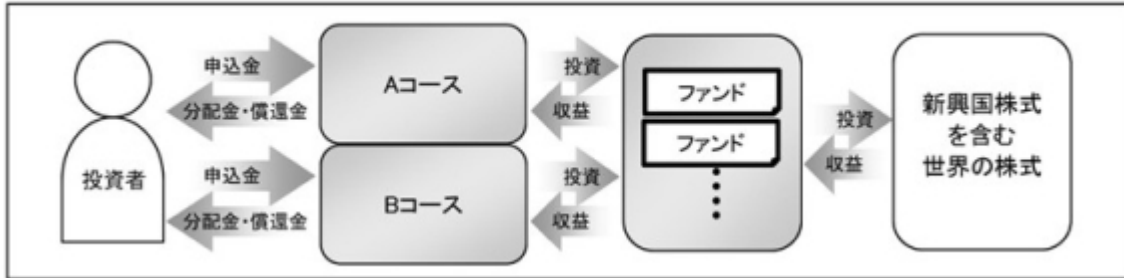 投資者
申込金
分配金・償還金
申込金
分配金・償還金
Aコース
Bコース
投資
収益
投資
収益
ファンド
ファンド
投資
収益
新興国株式
を含む
世界の株式